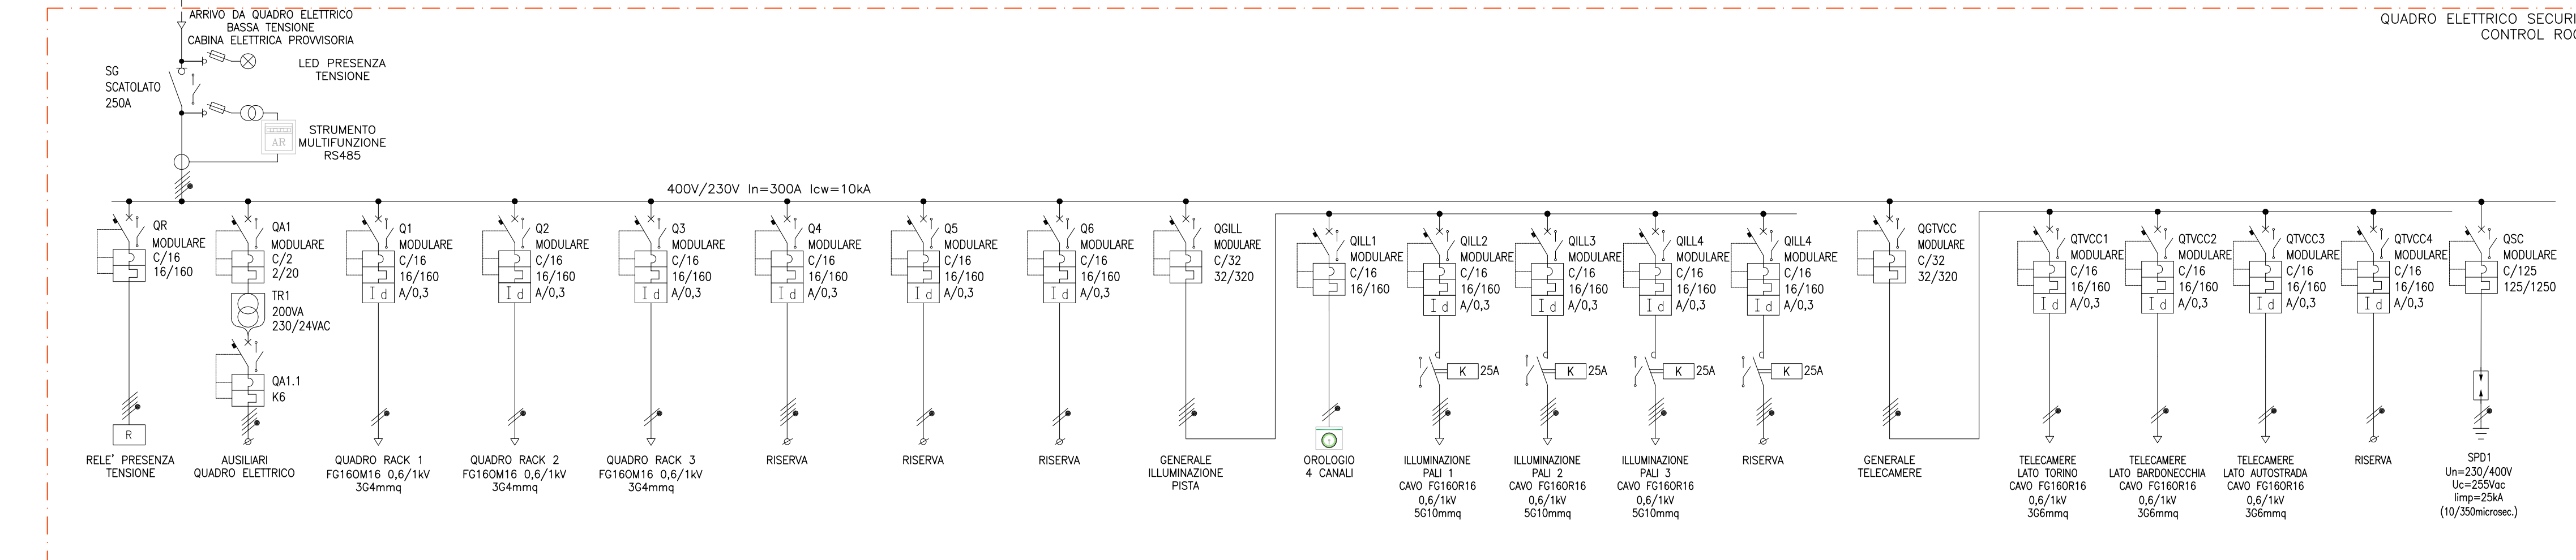 ARRIVO DA QUADRO ELETTRICO
BASSA TENSIONE
CABINA ELETTRICA PROVVISORIA
QUADRO ELETTRICO SECURI
CONTROL ROO
LED PRESENZA
TENSIONE
SG
SCATOLATO
250A
STRUMENTO
MULTIFUNZIONE
RS485
AR
400V/230V In=300A Icw=10kA
QR
MODULARE
C/16
16/160
R
RELE' PRESENZA
TENSIONE
QA1
MODULARE
C/2
2/20
TR1
200VA
230/24VAC
QA1.1
K6
AUSILIARI
QUADRO ELETTRICO
Q1
MODULARE
C/16
16/160
Id A/0,3
QUADRO RACK 1
FG16OM16 0,6/1kV
3G4mmq
Q2
MODULARE
C/16
16/160
Id A/0,3
QUADRO RACK 2
FG16OM16 0,6/1kV
3G4mmq
Q3
MODULARE
C/16
16/160
Id A/0,3
QUADRO RACK 3
FG16OM16 0,6/1kV
3G4mmq
Q4
MODULARE
C/16
16/160
Id A/0,3
RISERVA
Q5
MODULARE
C/16
16/160
Id A/0,3
RISERVA
Q6
MODULARE
C/16
16/160
Id A/0,3
RISERVA
QGILL
MODULARE
C/32
32/320
GENERALE
ILLUMINAZIONE
PISTA
QILL1
MODULARE
C/16
16/160
OROLOGIO
4 CANALI
QILL2
MODULARE
C/16
16/160
Id A/0,3
K 25A
ILLUMINAZIONE
PALI 1
CAVO FG16OR16
0,6/1kV
5G10mmq
QILL3
MODULARE
C/16
16/160
Id A/0,3
K 25A
ILLUMINAZIONE
PALI 2
CAVO FG16OR16
0,6/1kV
5G10mmq
QILL4
MODULARE
C/16
16/160
Id A/0,3
K 25A
ILLUMINAZIONE
PALI 3
CAVO FG16OR16
0,6/1kV
5G10mmq
QILL4
MODULARE
C/16
16/160
Id A/0,3
K 25A
RISERVA
QGTVCC
MODULARE
C/32
32/320
GENERALE
TELECAMERE
QTVCC1
MODULARE
C/16
16/160
Id A/0,3
TELECAMERE
LATO TORINO
CAVO FG16OR16
0,6/1kV
3G6mmq
QTVCC2
MODULARE
C/16
16/160
Id A/0,3
TELECAMERE
LATO BARDONECCHIA
CAVO FG16OR16
0,6/1kV
3G6mmq
QTVCC3
MODULARE
C/16
16/160
Id A/0,3
TELECAMERE
LATO AUTOSTRADA
CAVO FG16OR16
0,6/1kV
3G6mmq
QTVCC4
MODULARE
C/16
16/160
Id A/0,3
RISERVA
QSC
MODULARE
C/125
125/1250
SPD1
Un=230/400V
Uc=255Vac
Iimp=25kA
(10/350microsec.)